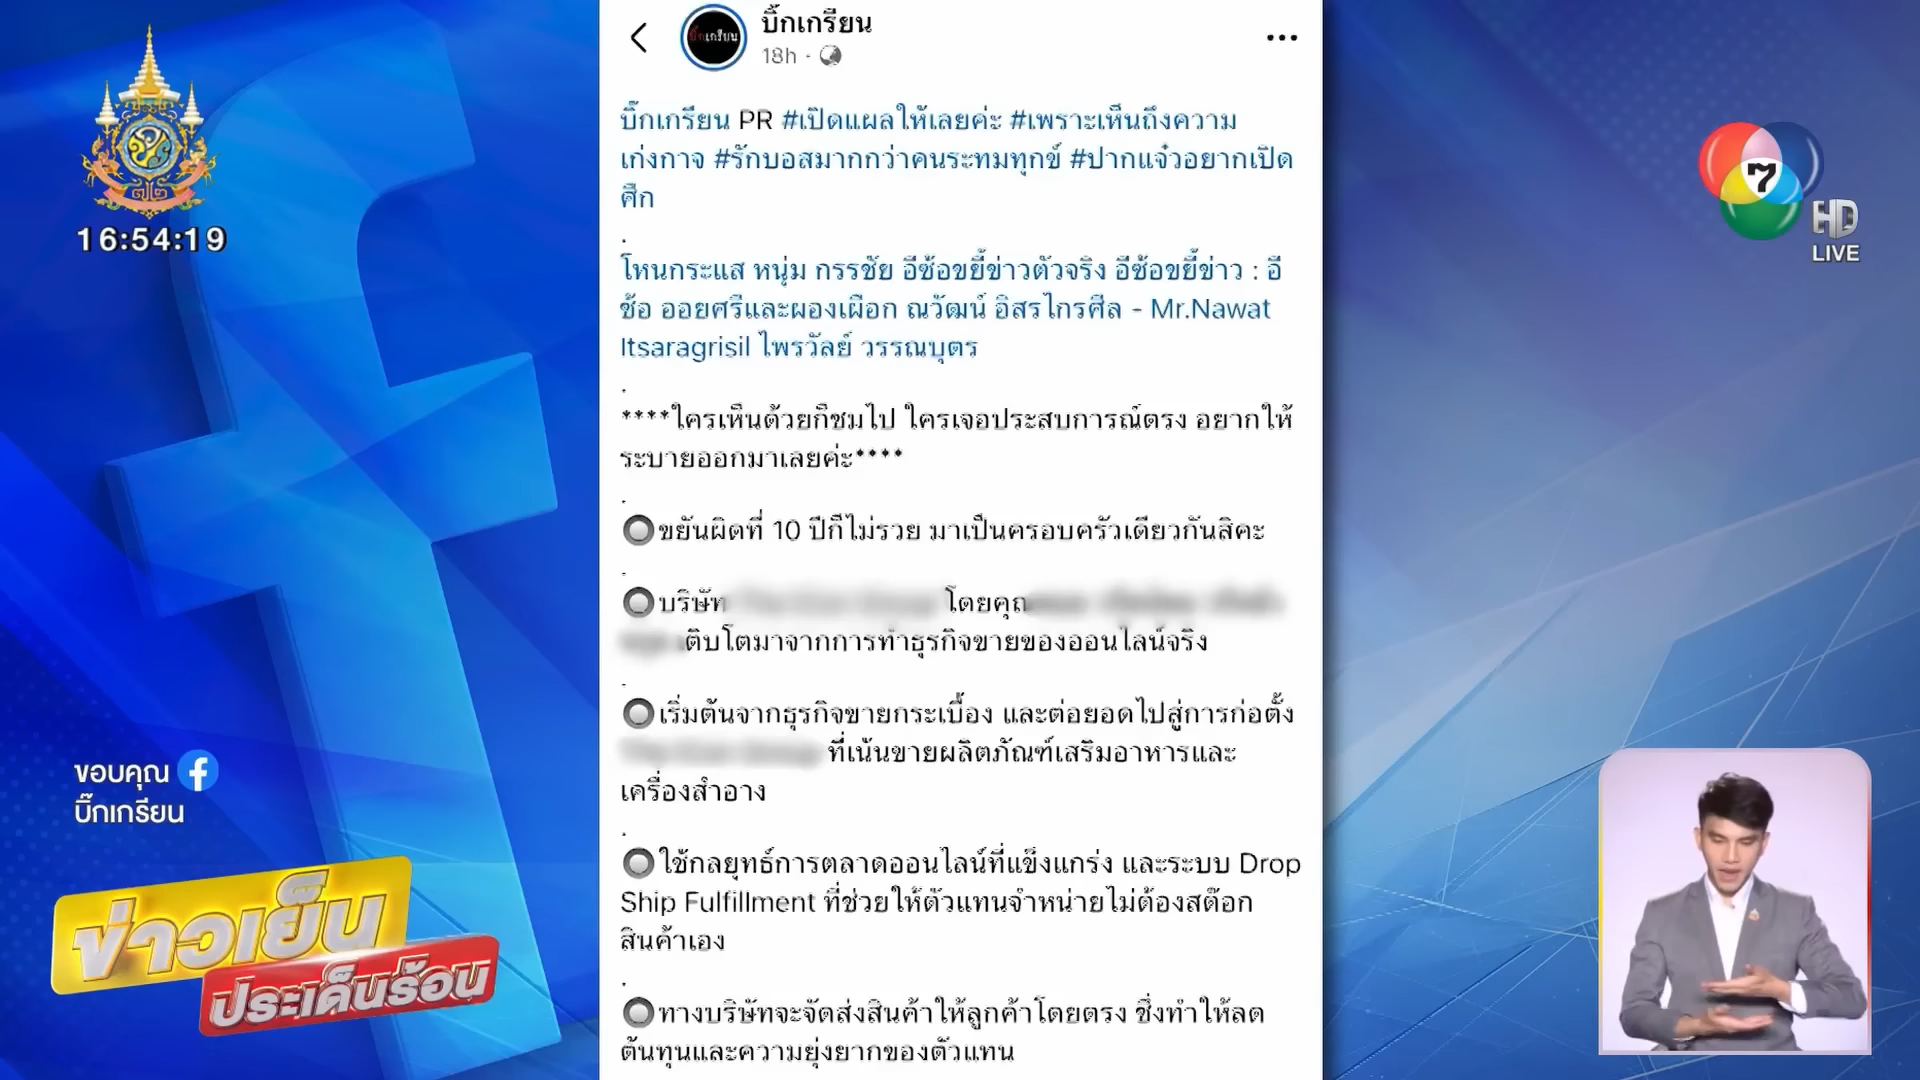 16:54:19
ขอบคุณ
บิ๊กเกรียน
ข่าวเย็น
ประเด็นร้อน
บิ๊กเกรียน
บิ๊กเกรียน
18h
บิ๊กเกรียน PR #เปิดแผลให้เลยค่ะ #เพราะเห็นถึงความ
เก่งกาจ #รักบอสมากกว่าคนระทมทุกข์ #ปากแจ๋วอยากเปิด
ศึก
.
โหนกระแส หนุ่ม กรรชัย อีซ้อขยี้ข่าวตัวจริง อีซ้อขยี้ข่าว : อี
ซ้อ ออยศรีและผองเผือก ณวัฒน์ อิสรไกรศีล - Mr.Nawat
Itsaragrisil ไพรวัลย์ วรรณบุตร
.
****ใครเห็นด้วยก็ชมไป ใครเจอประสบการณ์ตรง อยากให้
ระบายออกมาเลยค่ะ****
.
ขยันผิดที่ 10 ปีก็ไม่รวย มาเป็นครอบครัวเดียวกันสิคะ
.
บริษัท โดยคุณ
ติบโตมาจากการทำธุรกิจขายของออนไลน์จริง
.
เริ่มต้นจากธุรกิจขายกระเบื้อง และต่อยอดไปสู่การก่อตั้ง
ที่เน้นขายผลิตภัณฑ์เสริมอาหารและ
เครื่องสำอาง
.
ใช้กลยุทธ์การตลาดออนไลน์ที่แข็งแกร่ง และระบบ Drop
Ship Fulfillment ที่ช่วยให้ตัวแทนจำหน่ายไม่ต้องสต๊อก
สินค้าเอง
.
ทางบริษัทจะจัดส่งสินค้าให้ลูกค้าโดยตรง ซึ่งทำให้ลด
ต้นทุนและความยุ่งยากของตัวแทน
7
HD
LIVE